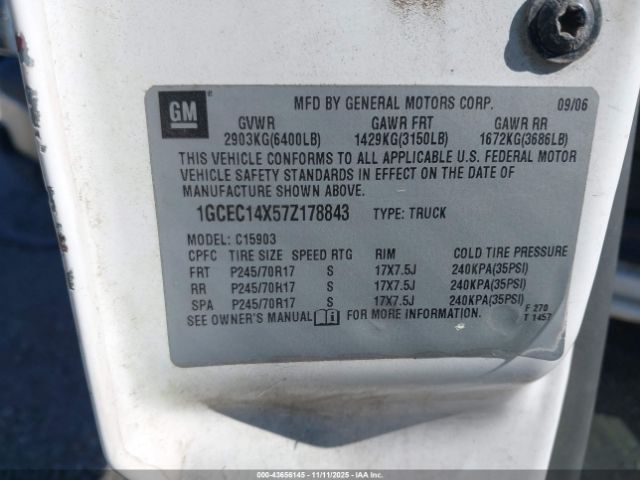 GM
MFD BY GENERAL MOTORS CORP. 09/06
GVWR GAWR FRT GAWR RR
2903KG(6400LB) 1429KG(3150LB) 1672KG(3686LB)
THIS VEHICLE CONFORMS TO ALL APPLICABLE U.S. FEDERAL MOTOR
VEHICLE SAFETY STANDARDS IN EFFECT ON THE DATE OF
MANUFACTURE SHOWN ABOVE.
1GCEC14X57Z178843 TYPE: TRUCK
MODEL: C15903
CPFC TIRE SIZE SPEED RTG RIM COLD TIRE PRESSURE
FRT P245/70R17 S 17X7.5J 240KPA(35PSI)
RR P245/70R17 S 17X7.5J 240KPA(35PSI)
SPA P245/70R17 S 17X7.5J 240KPA(35PSI)
SEE OWNER'S MANUAL i FOR MORE INFORMATION.
F 270
T 1457
000-43656145 - 11/11/2025 - IAAI.COM